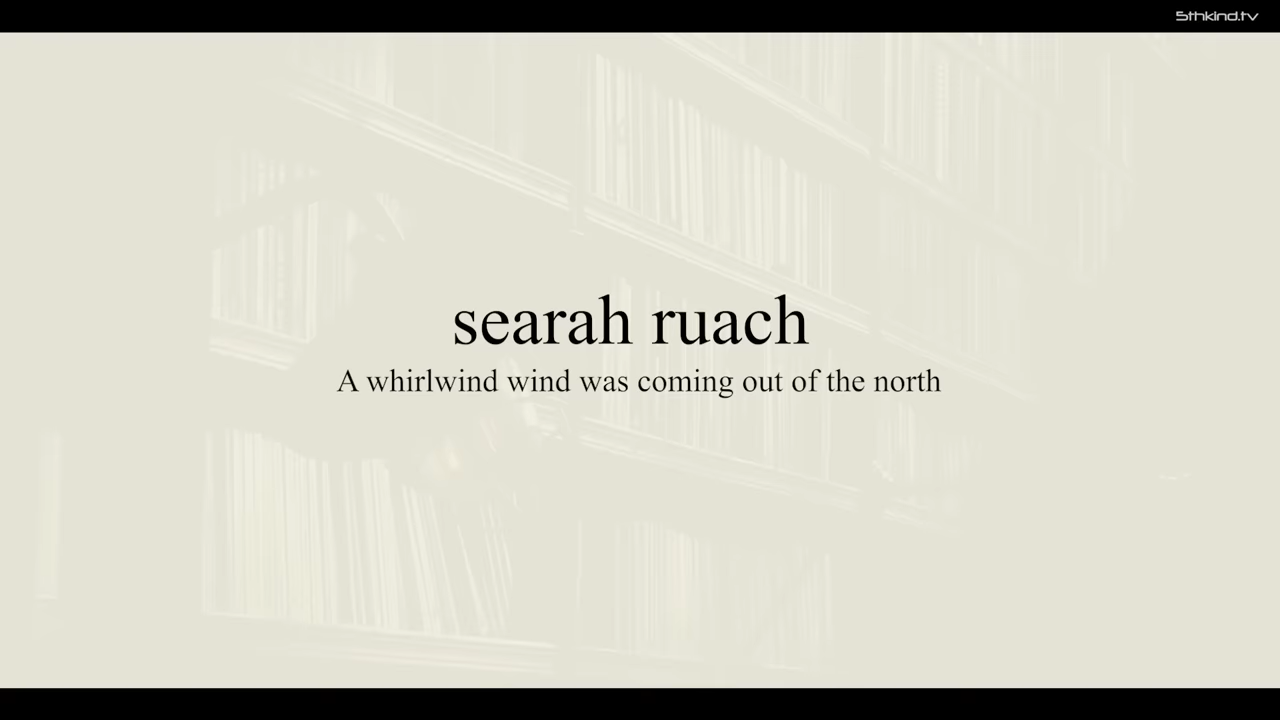 5thkind.tv
searah ruach
A whirlwind wind was coming out of the north